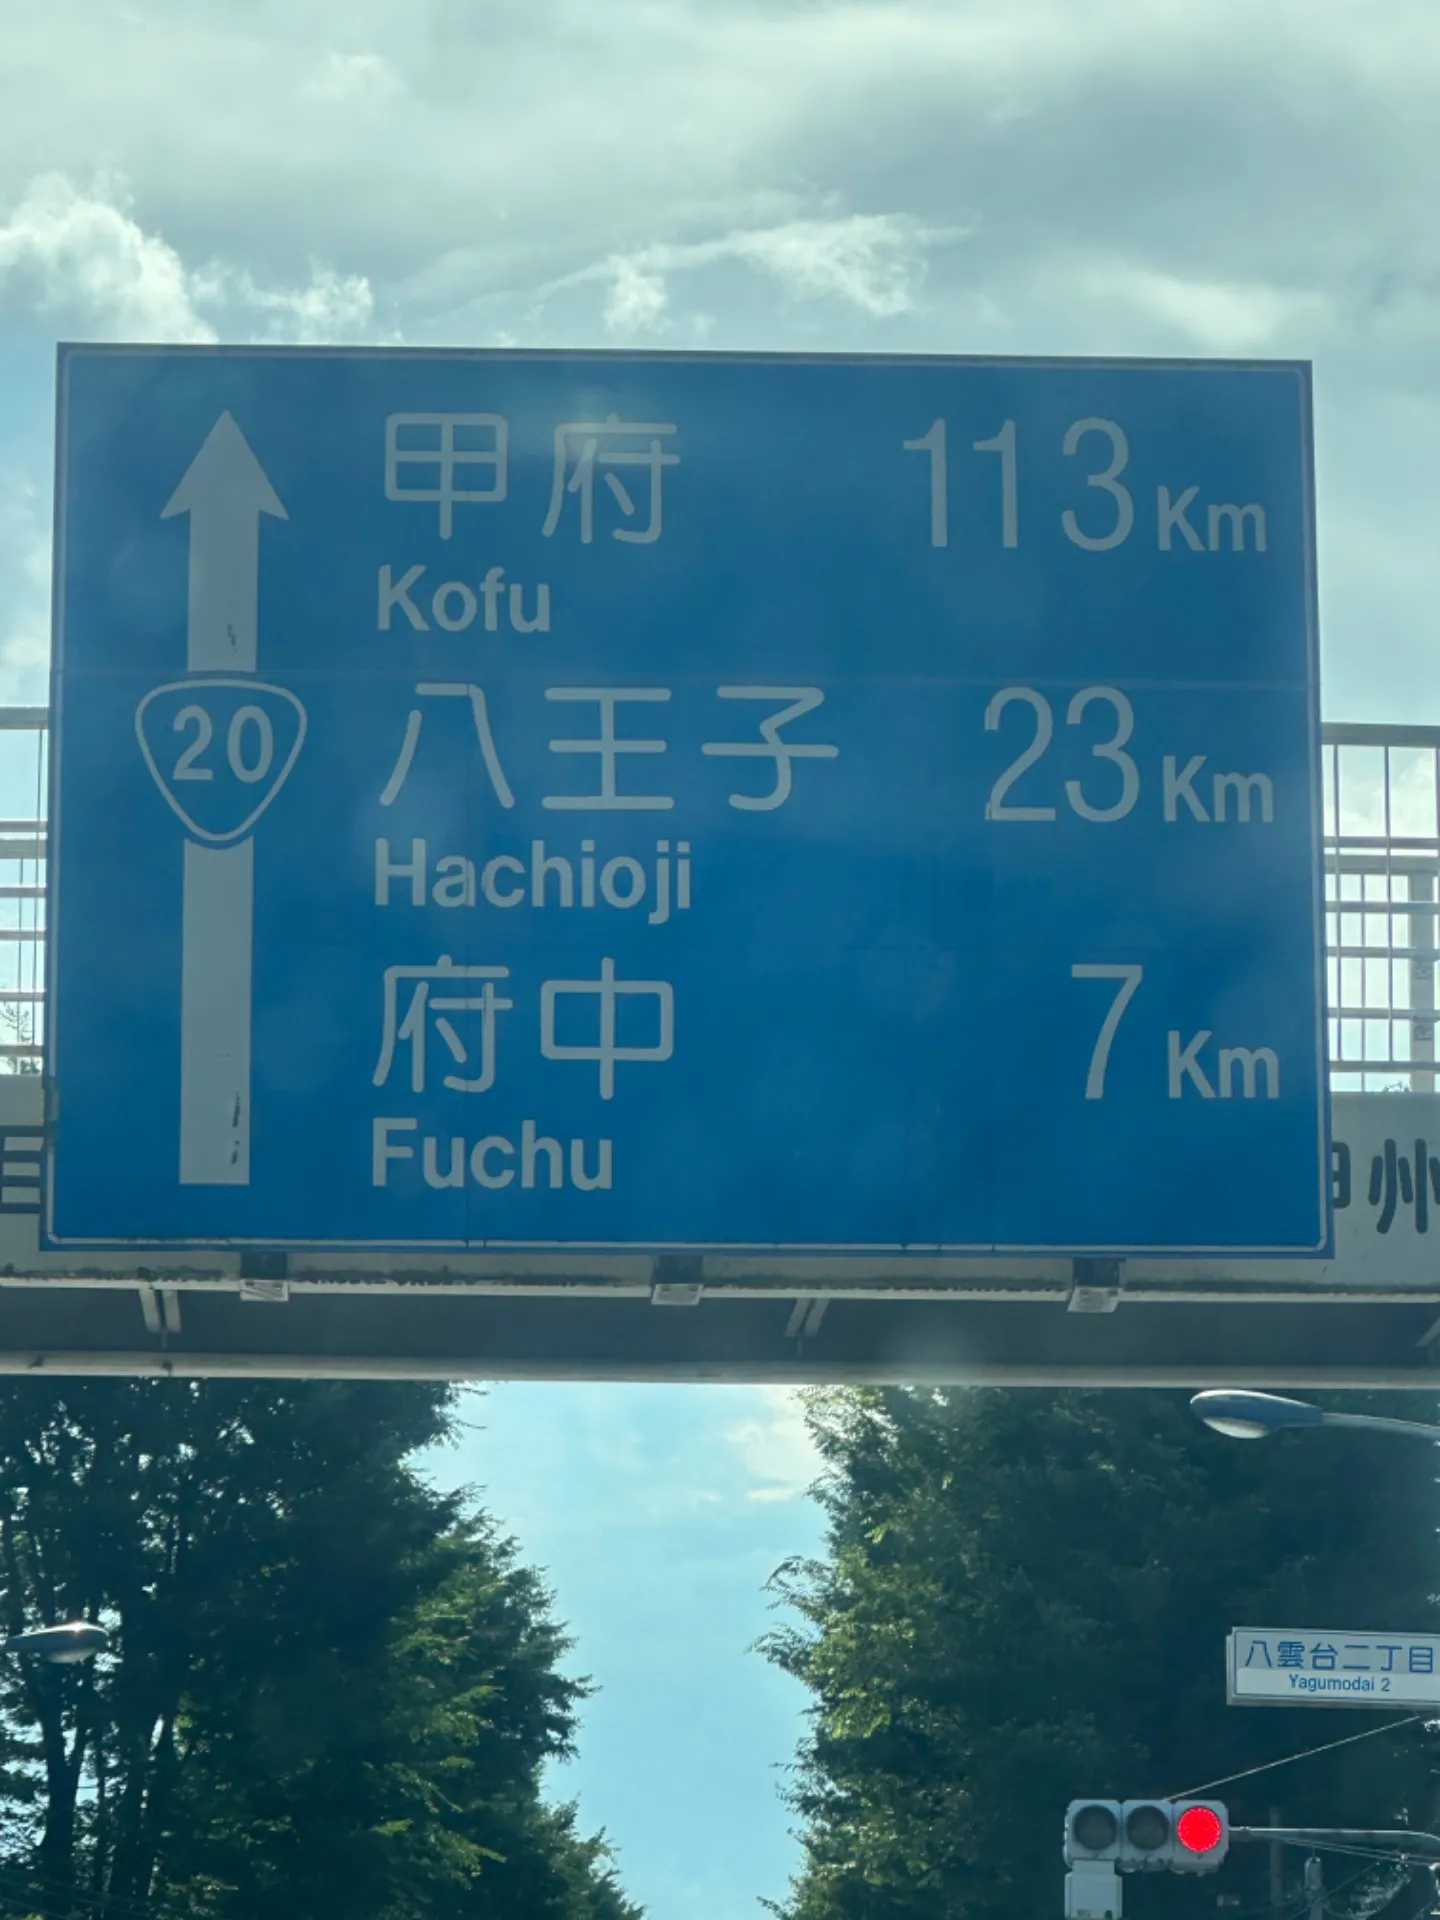 甲府 113Km
Kofu
20
八王子 23Km
Hachioji
府中 7Km
Fuchu
州
八雲台二丁目
Yagumodai 2